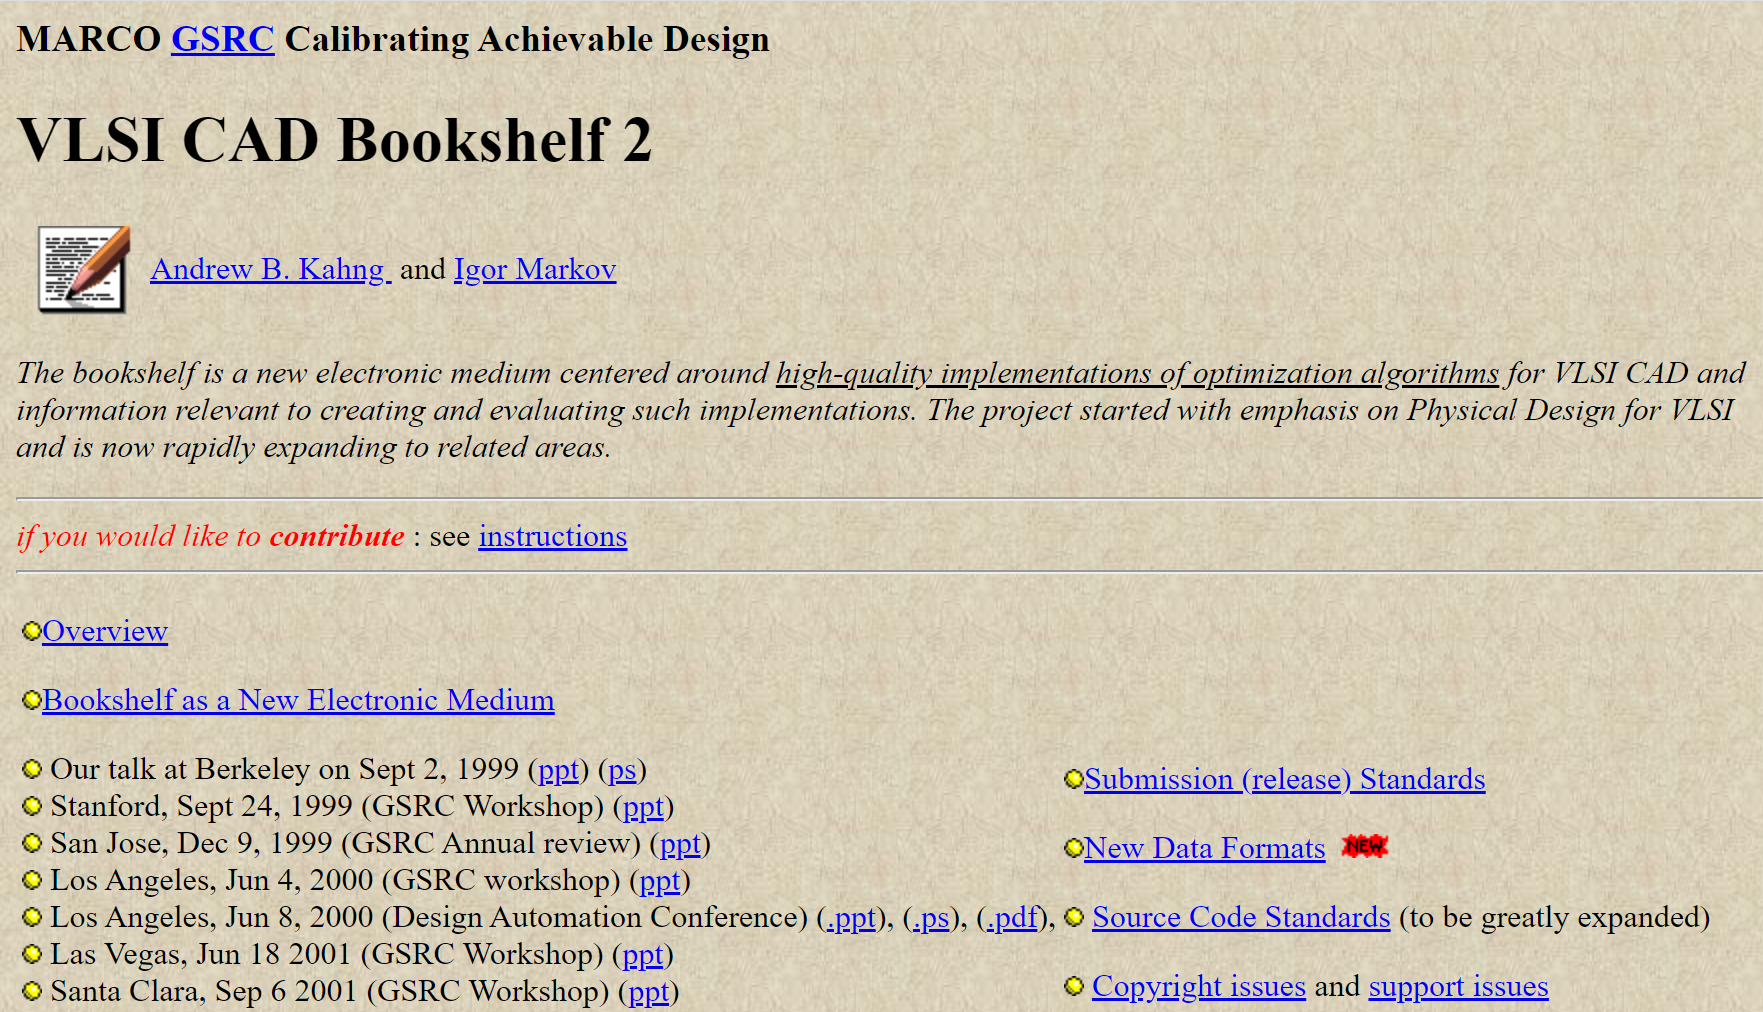 MARCO GSRC Calibrating Achievable Design
VLSI CAD Bookshelf 2
Andrew B. Kahng and Igor Markov
The bookshelf is a new electronic medium centered around high-quality implementations of optimization algorithms for VLSI CAD and
information relevant to creating and evaluating such implementations. The project started with emphasis on Physical Design for VLSI
and is now rapidly expanding to related areas.
if you would like to contribute : see instructions
Overview
Bookshelf as a New Electronic Medium
Our talk at Berkeley on Sept 2, 1999 (ppt) (ps)
Stanford, Sept 24, 1999 (GSRC Workshop) (ppt)
San Jose, Dec 9, 1999 (GSRC Annual review) (ppt)
Los Angeles, Jun 4, 2000 (GSRC workshop) (ppt)
Los Angeles, Jun 8, 2000 (Design Automation Conference) (.ppt), (.ps), (.pdf),
Las Vegas, Jun 18 2001 (GSRC Workshop) (ppt)
Santa Clara, Sep 6 2001 (GSRC Workshop) (ppt)
Submission (release) Standards
New Data Formats NEW
Source Code Standards (to be greatly expanded)
Copyright issues and support issues